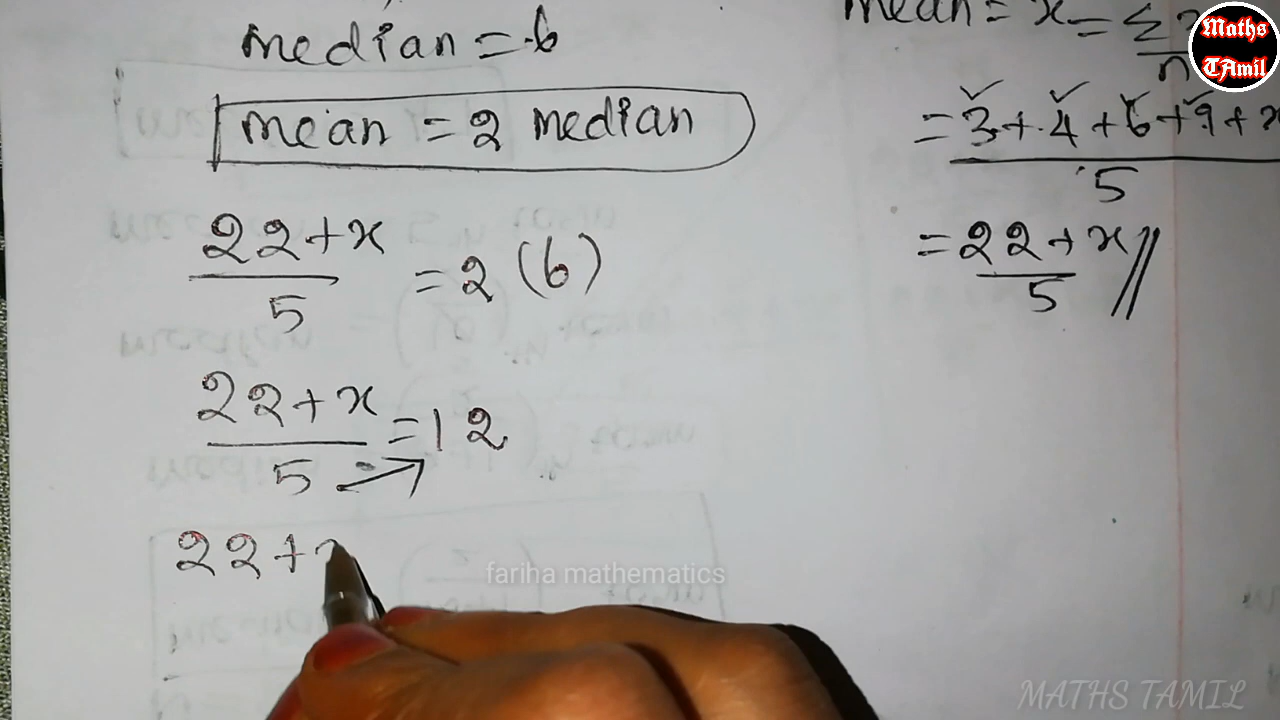 median = 6
mean = 2 median
22+x
5
= 2 (6)
22+x
5
= 12
22+x
mean = x = Σ
n
= 3+4+6+9+x
5
= 22+x
5
Maths
TAmil
fariha mathematics
MATHS TAMIL